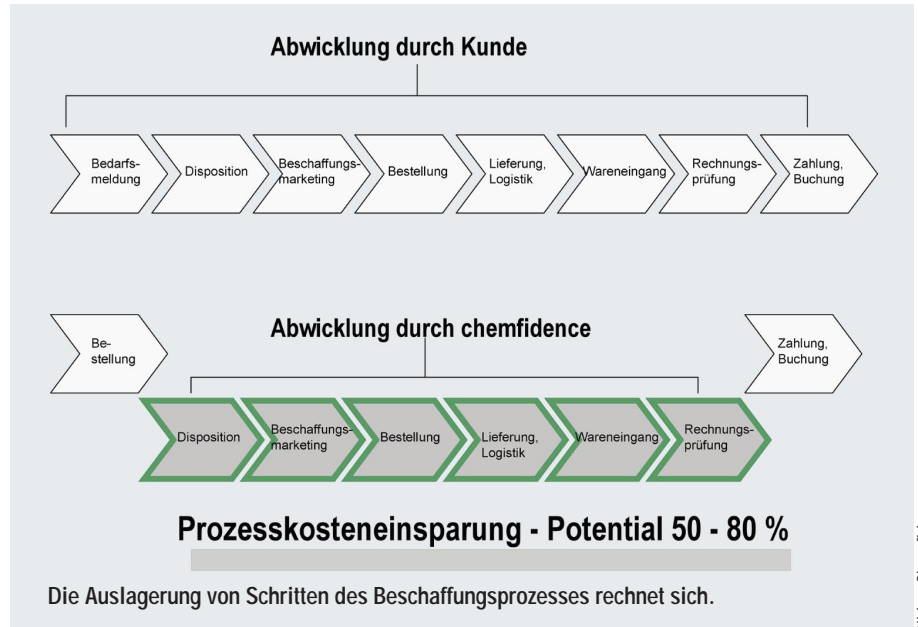 Abwicklung durch Kunde
Bedarfs-
meldung
Disposition
Beschaffungs-
marketing
Bestellung
Lieferung,
Logistik
Wareneingang
Rechnungs-
prüfung
Zahlung,
Buchung
Be-
stellung
Abwicklung durch chemfidence
Zahlung,
Buchung
Disposition
Beschaffungs-
marketing
Bestellung
Lieferung,
Logistik
Wareneingang
Rechnungs-
prüfung
Prozesskosteneinsparung - Potential 50 - 80 %
Die Auslagerung von Schritten des Beschaffungsprozesses rechnet sich.